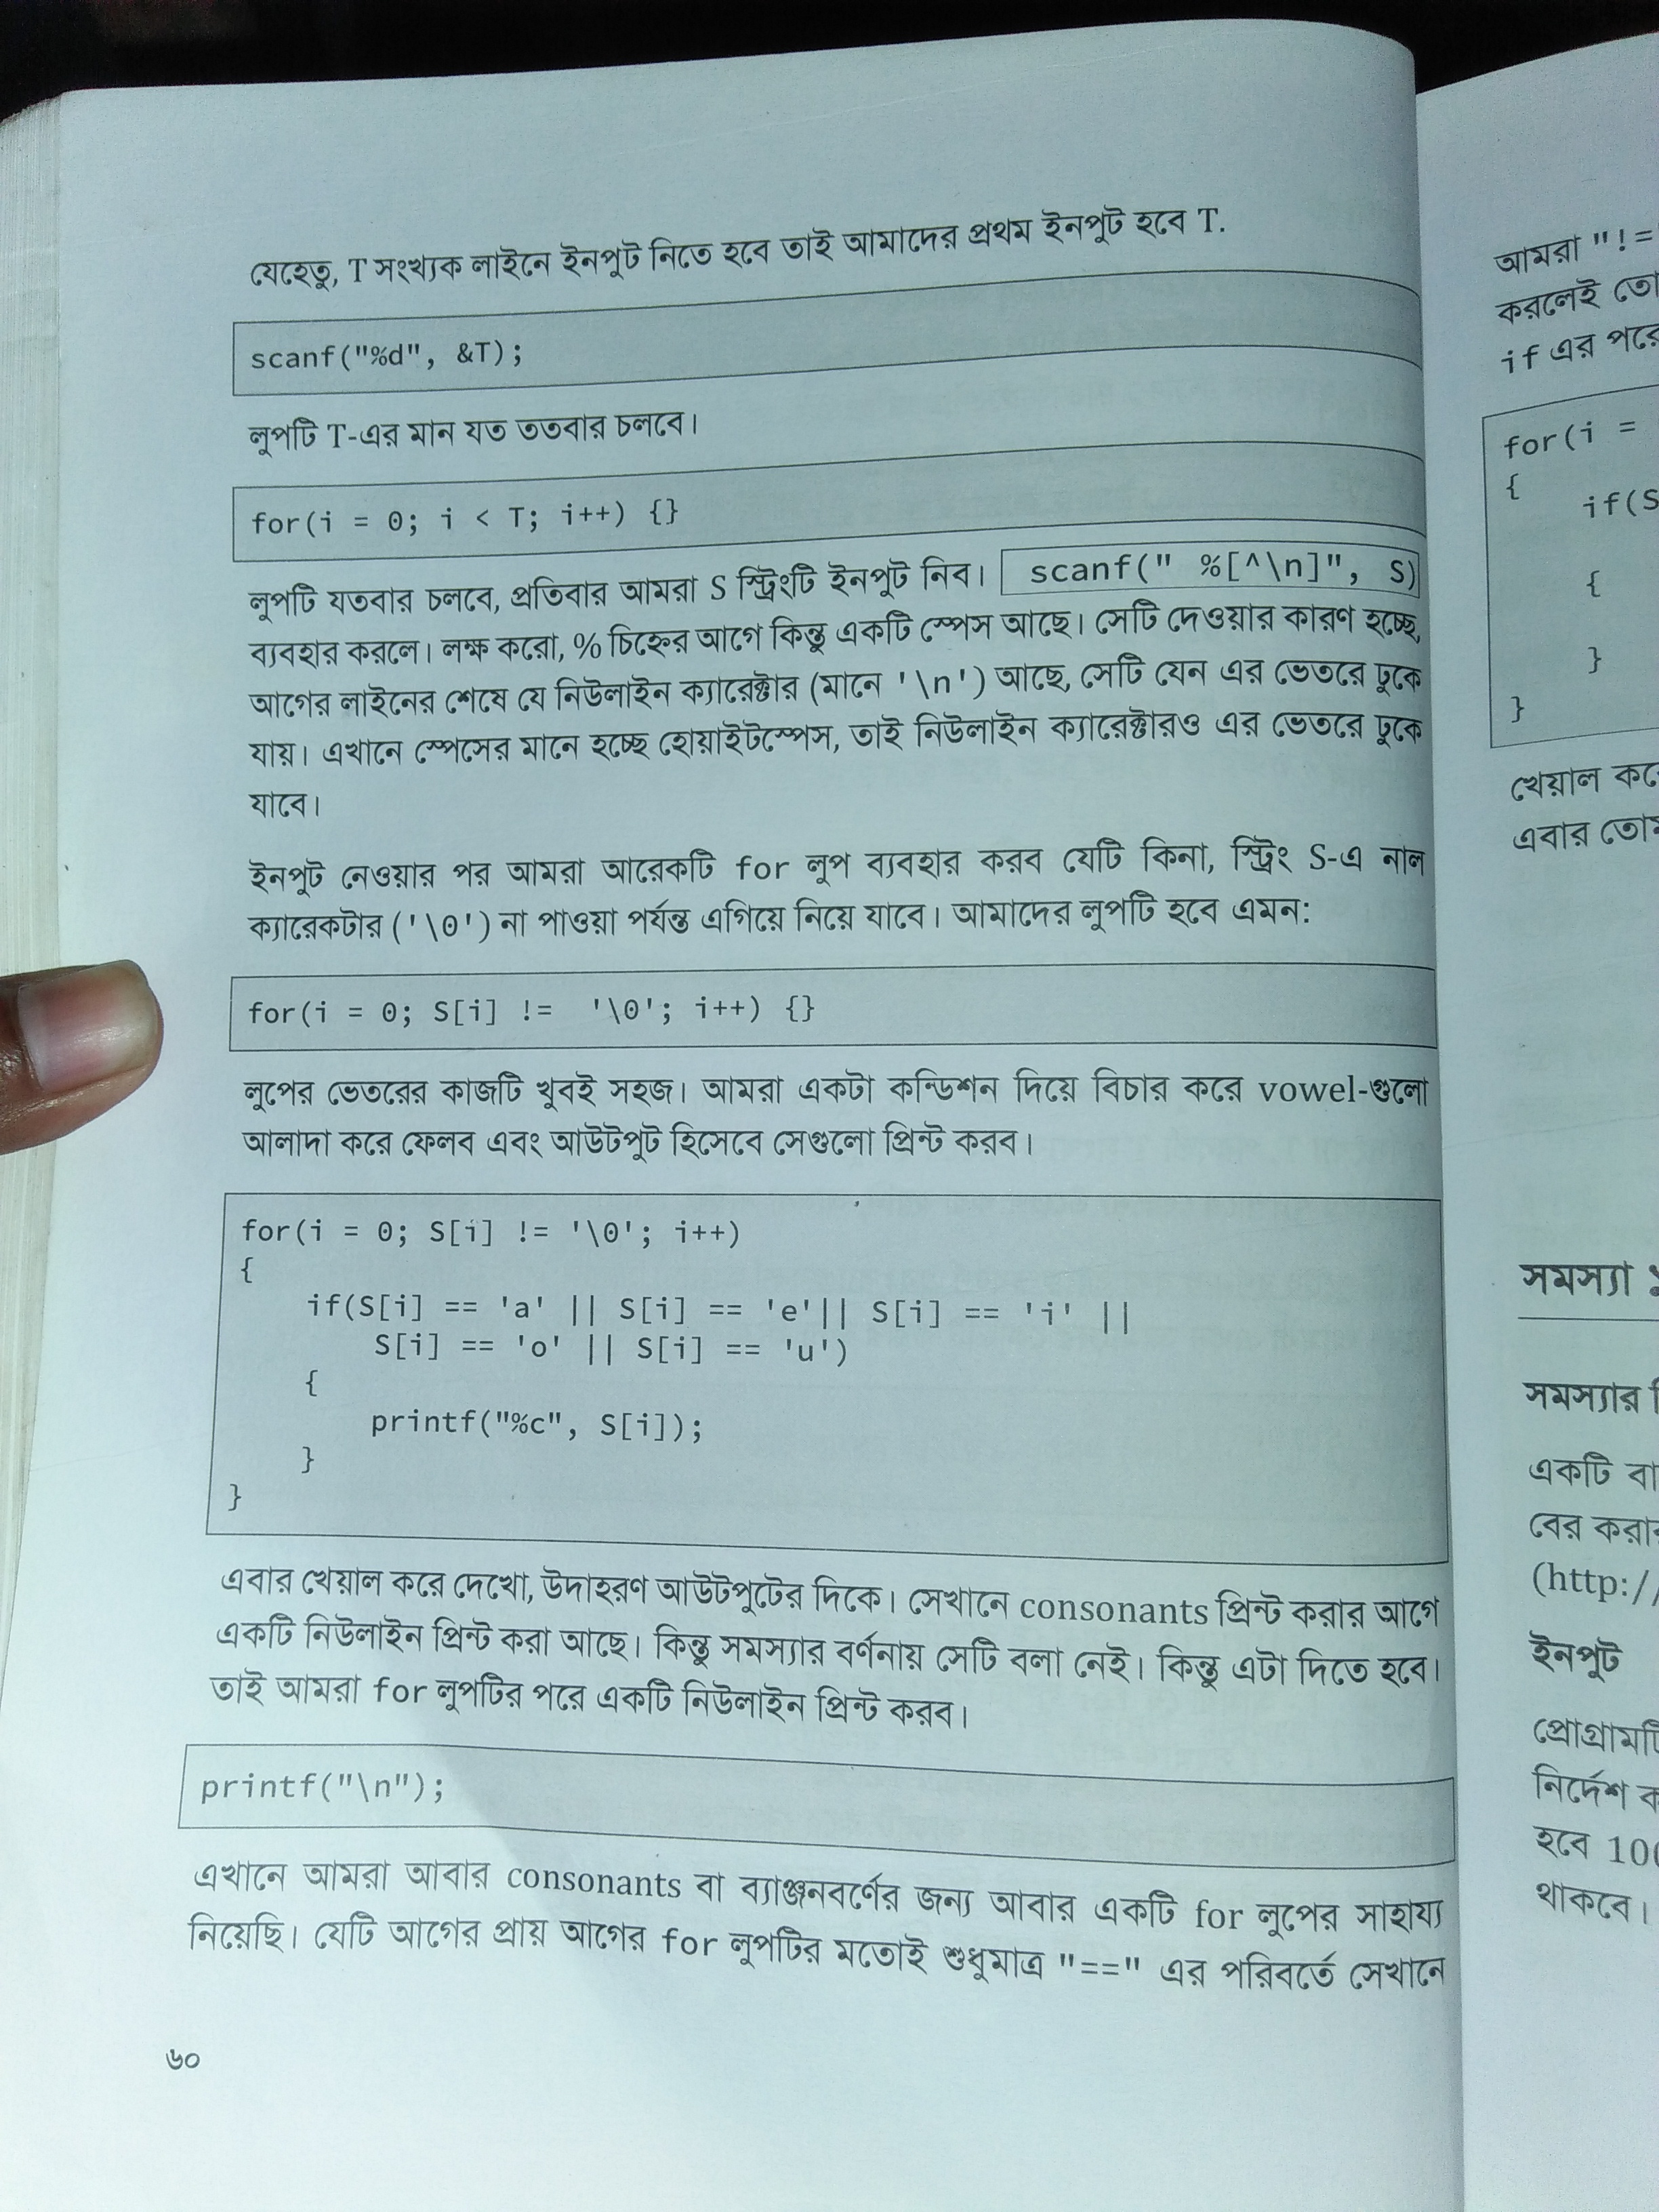 যেহেতু, T সংখ্যক লাইনে ইনপুট নিতে হবে তাই আমাদের প্রথম ইনপুট হবে T.
scanf("%d", &T);
লুপটি T-এর মান যত ততবার চলবে।
for(i = 0; i < T; i++) {}
লুপটি যতবার চলবে, প্রতিবার আমরা S স্ট্রিংটি ইনপুট নিব। scanf(" %[^\n]", S)
ব্যবহার করলে। লক্ষ করো, % চিহ্নের আগে কিন্তু একটি স্পেস আছে। সেটি দেওয়ার কারণ হচ্ছে,
আগের লাইনের শেষে যে নিউলাইন ক্যারেক্টার (মানে '\n') আছে, সেটি যেন এর ভেতরে ঢুকে
যায়। এখানে স্পেসের মানে হচ্ছে হোয়াইটস্পেস, তাই নিউলাইন ক্যারেক্টারও এর ভেতরে ঢুকে
যাবে।
ইনপুট নেওয়ার পর আমরা আরেকটি for লুপ ব্যবহার করব যেটি কিনা, স্ট্রিং S-এ নাল
ক্যারেকটার ('\0') না পাওয়া পর্যন্ত এগিয়ে নিয়ে যাবে। আমাদের লুপটি হবে এমন:
for(i = 0; S[i] !=  '\0'; i++) {}
লুপের ভেতরের কাজটি খুবই সহজ। আমরা একটা কন্ডিশন দিয়ে বিচার করে vowel-গুলো
আলাদা করে ফেলব এবং আউটপুট হিসেবে সেগুলো প্রিন্ট করব।
for(i = 0; S[i] != '\0'; i++)
{
if(S[i] == 'a' || S[i] == 'e'|| S[i] == 'i' ||
S[i] == 'o' || S[i] == 'u')
{
printf("%c", S[i]);
}
}
এবার খেয়াল করে দেখো, উদাহরণ আউটপুটের দিকে। সেখানে consonants প্রিন্ট করার আগে
একটি নিউলাইন প্রিন্ট করা আছে। কিন্তু সমস্যার বর্ণনায় সেটি বলা নেই। কিন্তু এটা দিতে হবে।
তাই আমরা for লুপটির পরে একটি নিউলাইন প্রিন্ট করব।
printf("\n");
এখানে আমরা আবার consonants বা ব্যাঞ্জনবর্ণের জন্য আবার একটি for লুপের সাহায্য
নিয়েছি। যেটি আগের প্রায় আগের for লুপটির মতোই শুধুমাত্র "==" এর পরিবর্তে সেখানে
৬০
আমরা "!=
করলেই
if এর পরে
for(i =
{
if(S
{
}
}
খেয়াল
এবার
সমস্যা
সমস্যার
একটি
বের
(http://
ইনপুট
নির্দেশ
হবে
থাকবে।